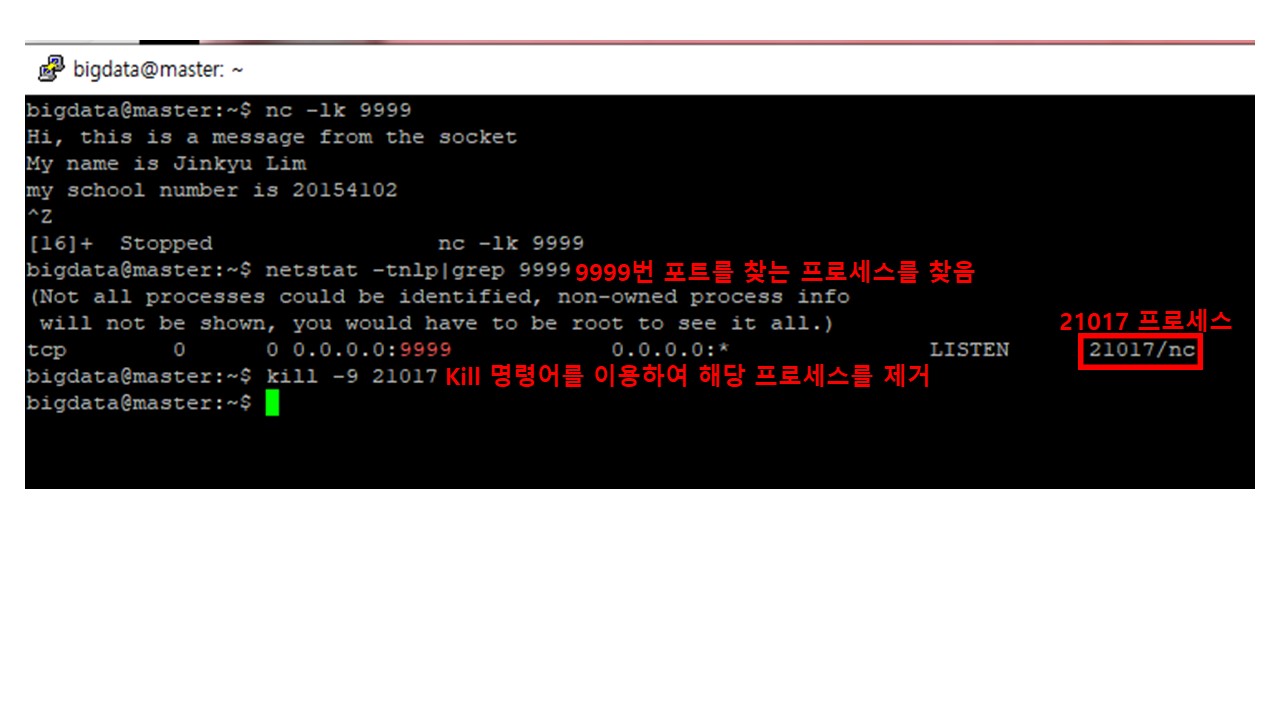 bigdata@master: ~
bigdata@master:~$ nc -lk 9999
Hi, this is a message from the socket
My name is Jinkyu Lim
my school number is 20154102
^Z
[16]+  Stopped                 nc -lk 9999
bigdata@master:~$ netstat -tnlp|grep 9999 9999번 포트를 찾는 프로세스를 찾음
(Not all processes could be identified, non-owned process info
 will not be shown, you would have to be root to see it all.)
21017 프로세스
tcp        0      0 0.0.0.0:9999            0.0.0.0:*               LISTEN      21017/nc
bigdata@master:~$ kill -9 21017 Kill 명령어를 이용하여 해당 프로세스를 제거
bigdata@master:~$